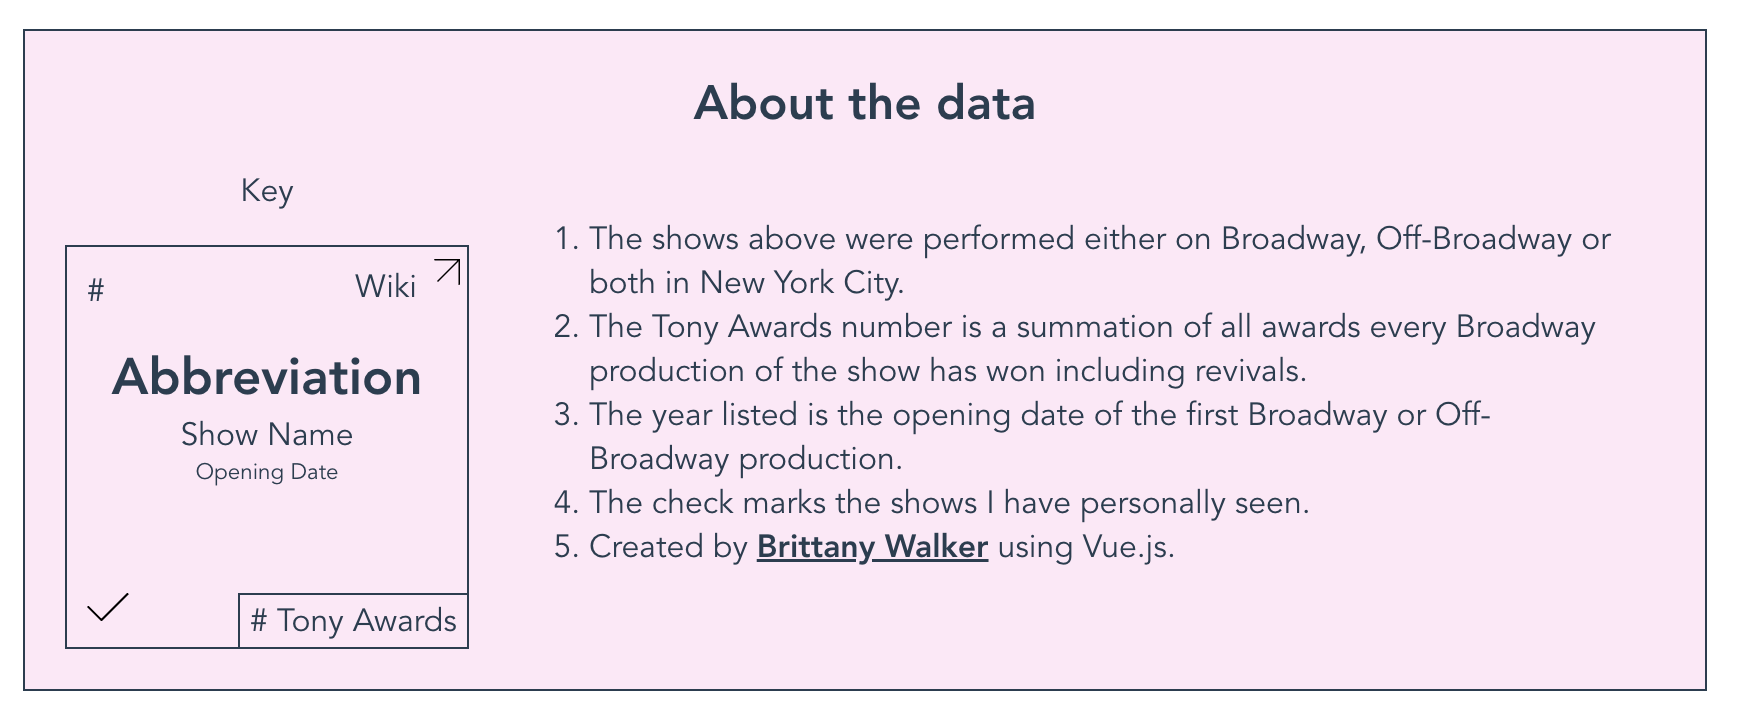 About the data
Key
#
Wiki
Abbreviation
Show Name
Opening Date
# Tony Awards
1. The shows above were performed either on Broadway, Off-Broadway or
both in New York City.
2. The Tony Awards number is a summation of all awards every Broadway
production of the show has won including revivals.
3. The year listed is the opening date of the first Broadway or Off-
Broadway production.
4. The check marks the shows I have personally seen.
5. Created by Brittany Walker using Vue.js.